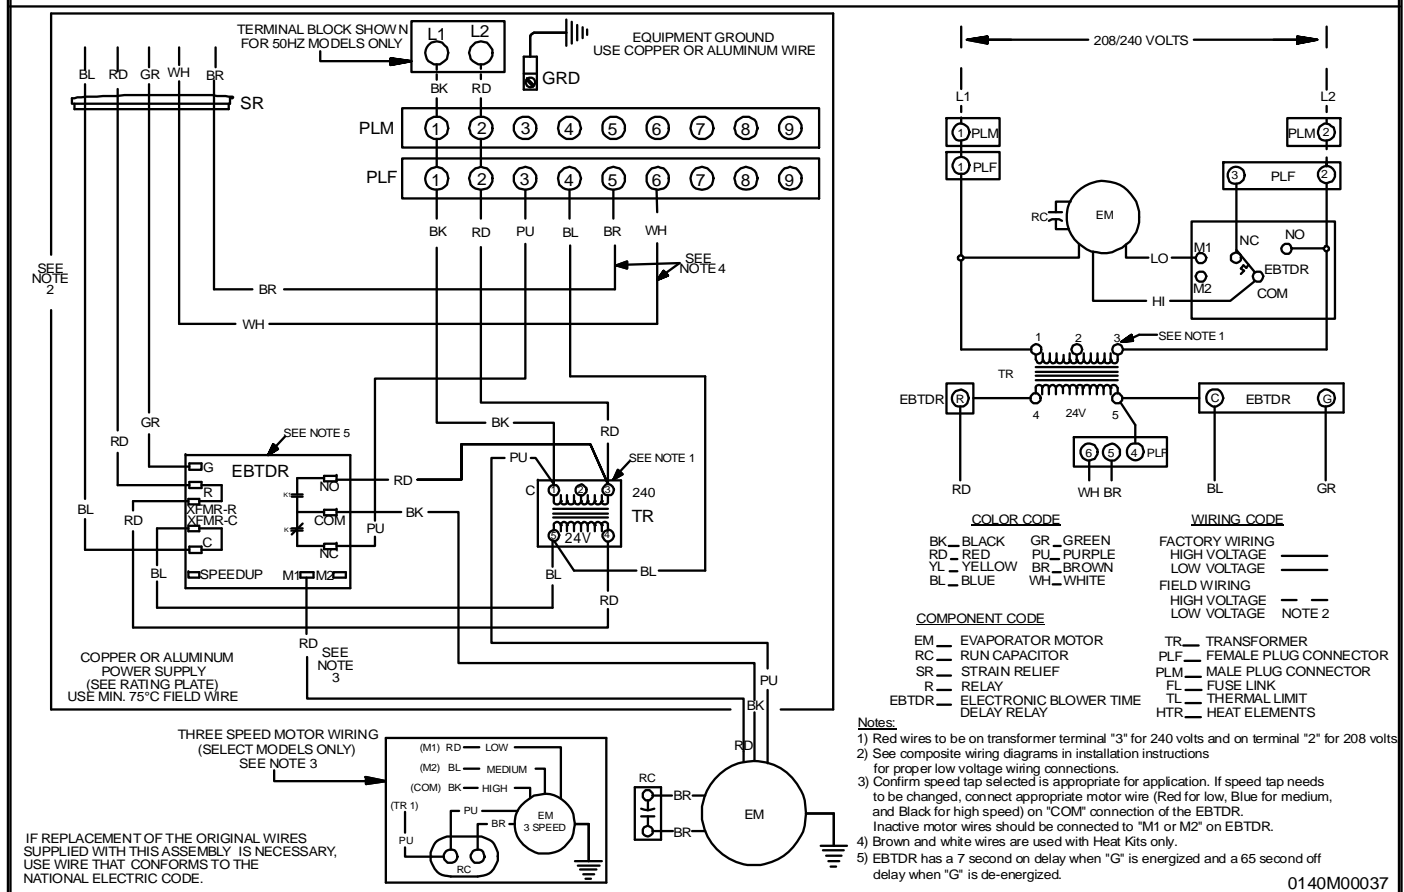 TERMINAL BLOCK SHOWN
FOR 50HZ MODELS ONLY
L1 L2
EQUIPMENT GROUND
USE COPPER OR ALUMINUM WIRE
GRD
BL RD GR WH BR
SR
BK RD
PLM 1 2 3 4 5 6 7 8 9
PLF 1 2 3 4 5 6 7 8 9
BK RD PU BL BR WH
SEE
NOTE 4
SEE
NOTE
2
BR
WH
GR
RD
BK
RD
SEE NOTE 5
PU
SEE NOTE 1
EBTDR
G
R
XFMR-R
XFMR-C
C
SPEEDUP
M1 M2
K1
K1
NO
COM
NC
RD
BK
PU
BL
RD
BL
C 1 2 3 240
TR
5 24V 4
BL
BL
RD
RD
SEE
NOTE
3
COPPER OR ALUMINUM
POWER SUPPLY
(SEE RATING PLATE)
USE MIN. 75°C FIELD WIRE
PU
BK
RD
THREE SPEED MOTOR WIRING
(SELECT MODELS ONLY)
SEE NOTE 3
(M1) RD LOW
(M2) BL MEDIUM
(COM) BK HIGH
(TR 1)
PU
PU
BR
EM
3 SPEED
RC
RC
BR
BR
EM
IF REPLACEMENT OF THE ORIGINAL WIRES
SUPPLIED WITH THIS ASSEMBLY IS NECESSARY,
USE WIRE THAT CONFORMS TO THE
NATIONAL ELECTRIC CODE.
208/240 VOLTS
L1 L2
1 PLM
PLM 2
1 PLF
3 PLF 2
RC
EM
M1
NC
NO
LO
EBTDR
M2
COM
HI
1 2 3
SEE NOTE 1
TR
EBTDR R
4 24V 5
C EBTDR G
6 5 4 PLF
RD
WH BR
BL
GR
COLOR CODE
BK BLACK GR GREEN
RD RED PU PURPLE
YL YELLOW BR BROWN
BL BLUE WH WHITE
WIRING CODE
FACTORY WIRING
HIGH VOLTAGE
LOW VOLTAGE
FIELD WIRING
HIGH VOLTAGE
LOW VOLTAGE NOTE 2
COMPONENT CODE
EM EVAPORATOR MOTOR
RC RUN CAPACITOR
SR STRAIN RELIEF
R RELAY
EBTDR ELECTRONIC BLOWER TIME
DELAY RELAY
TR TRANSFORMER
PLF FEMALE PLUG CONNECTOR
PLM MALE PLUG CONNECTOR
FL FUSE LINK
TL THERMAL LIMIT
HTR HEAT ELEMENTS
Notes:
1) Red wires to be on transformer terminal "3" for 240 volts and on terminal "2" for 208 volts
2) See composite wiring diagrams in installation instructions
for proper low voltage wiring connections.
3) Confirm speed tap selected is appropriate for application. If speed tap needs
to be changed, connect appropriate motor wire (Red for low, Blue for medium,
and Black for high speed) on "COM" connection of the EBTDR.
Inactive motor wires should be connected to "M1 or M2" on EBTDR.
4) Brown and white wires are used with Heat Kits only.
5) EBTDR has a 7 second on delay when "G" is energized and a 65 second off
delay when "G" is de-energized.
0140M00037